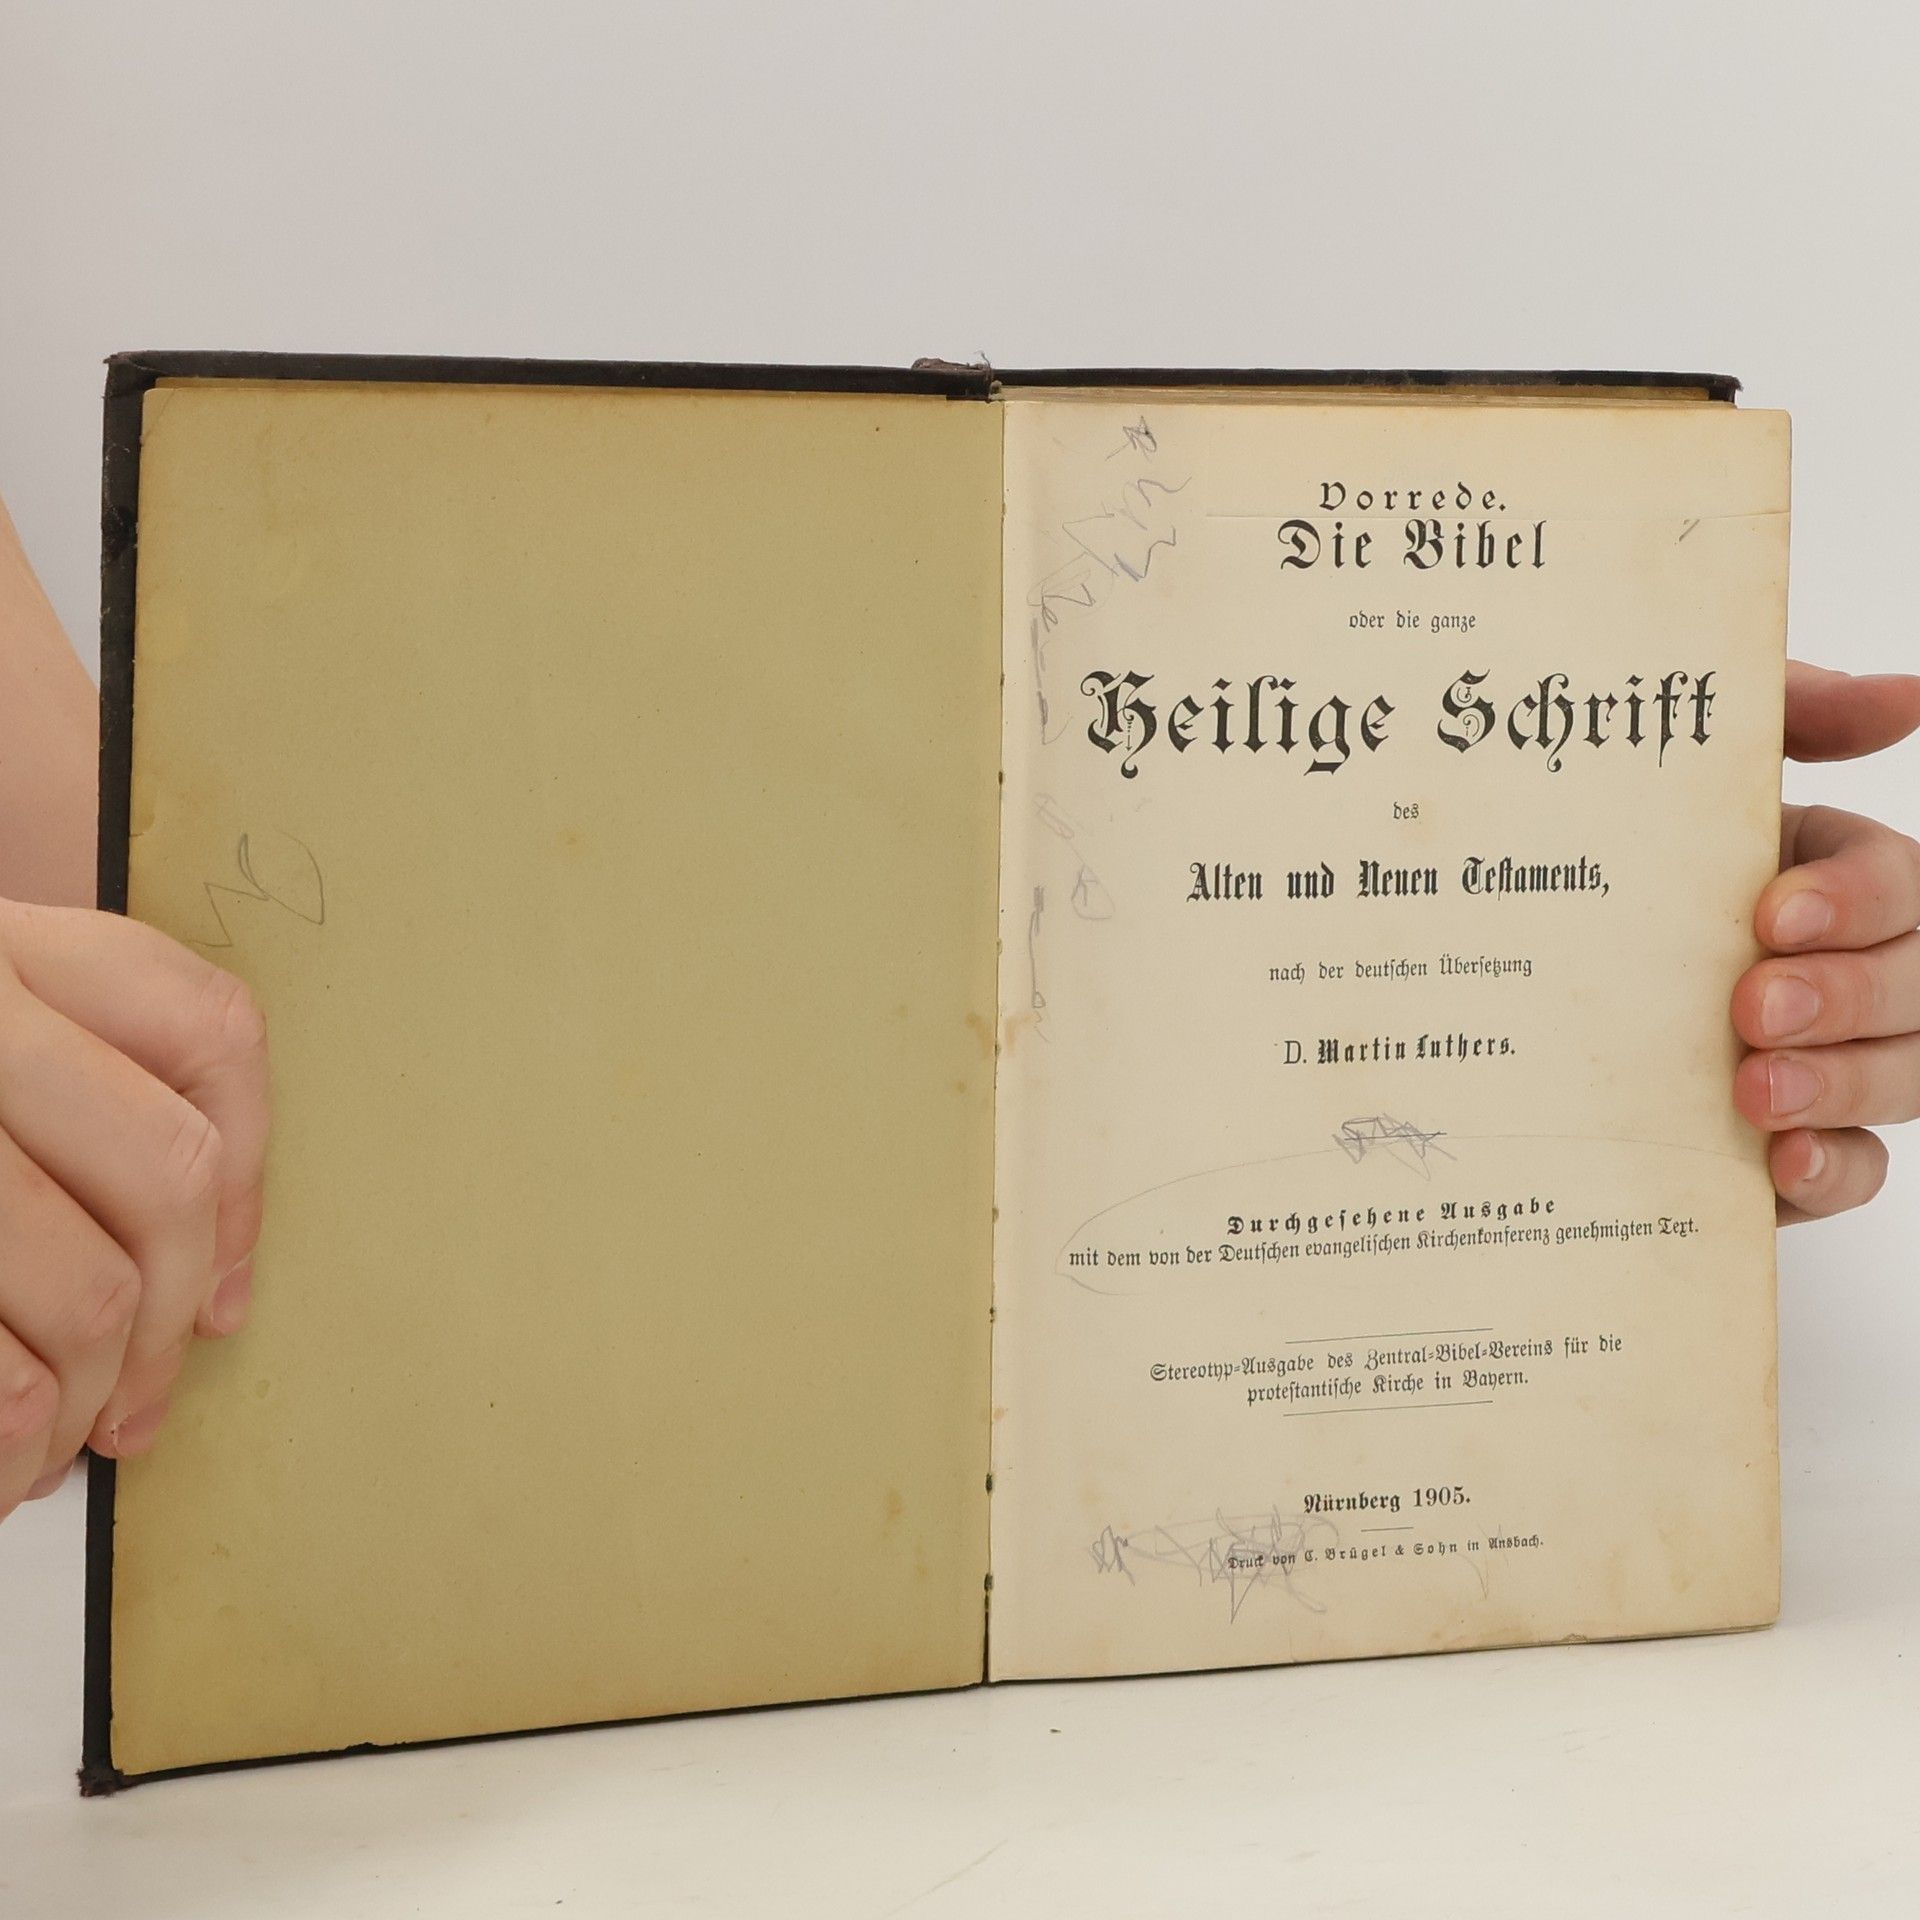 Vorrede.
Die Bibel
oder die ganze
Heilige Schrift
des
Alten und Neuen Testaments,
nach der deutschen Übersetzung
D. Martin Luthers.
Durchgesehene Ausgabe
mit dem von der Deutschen evangelischen Kirchenkonferenz genehmigten Text.
Stereotyp-Ausgabe des Zentral-Bibel-Vereins für die
protestantische Kirche in Bayern.
Nürnberg 1905.
Druck von C. Brügel & Sohn in Ansbach.